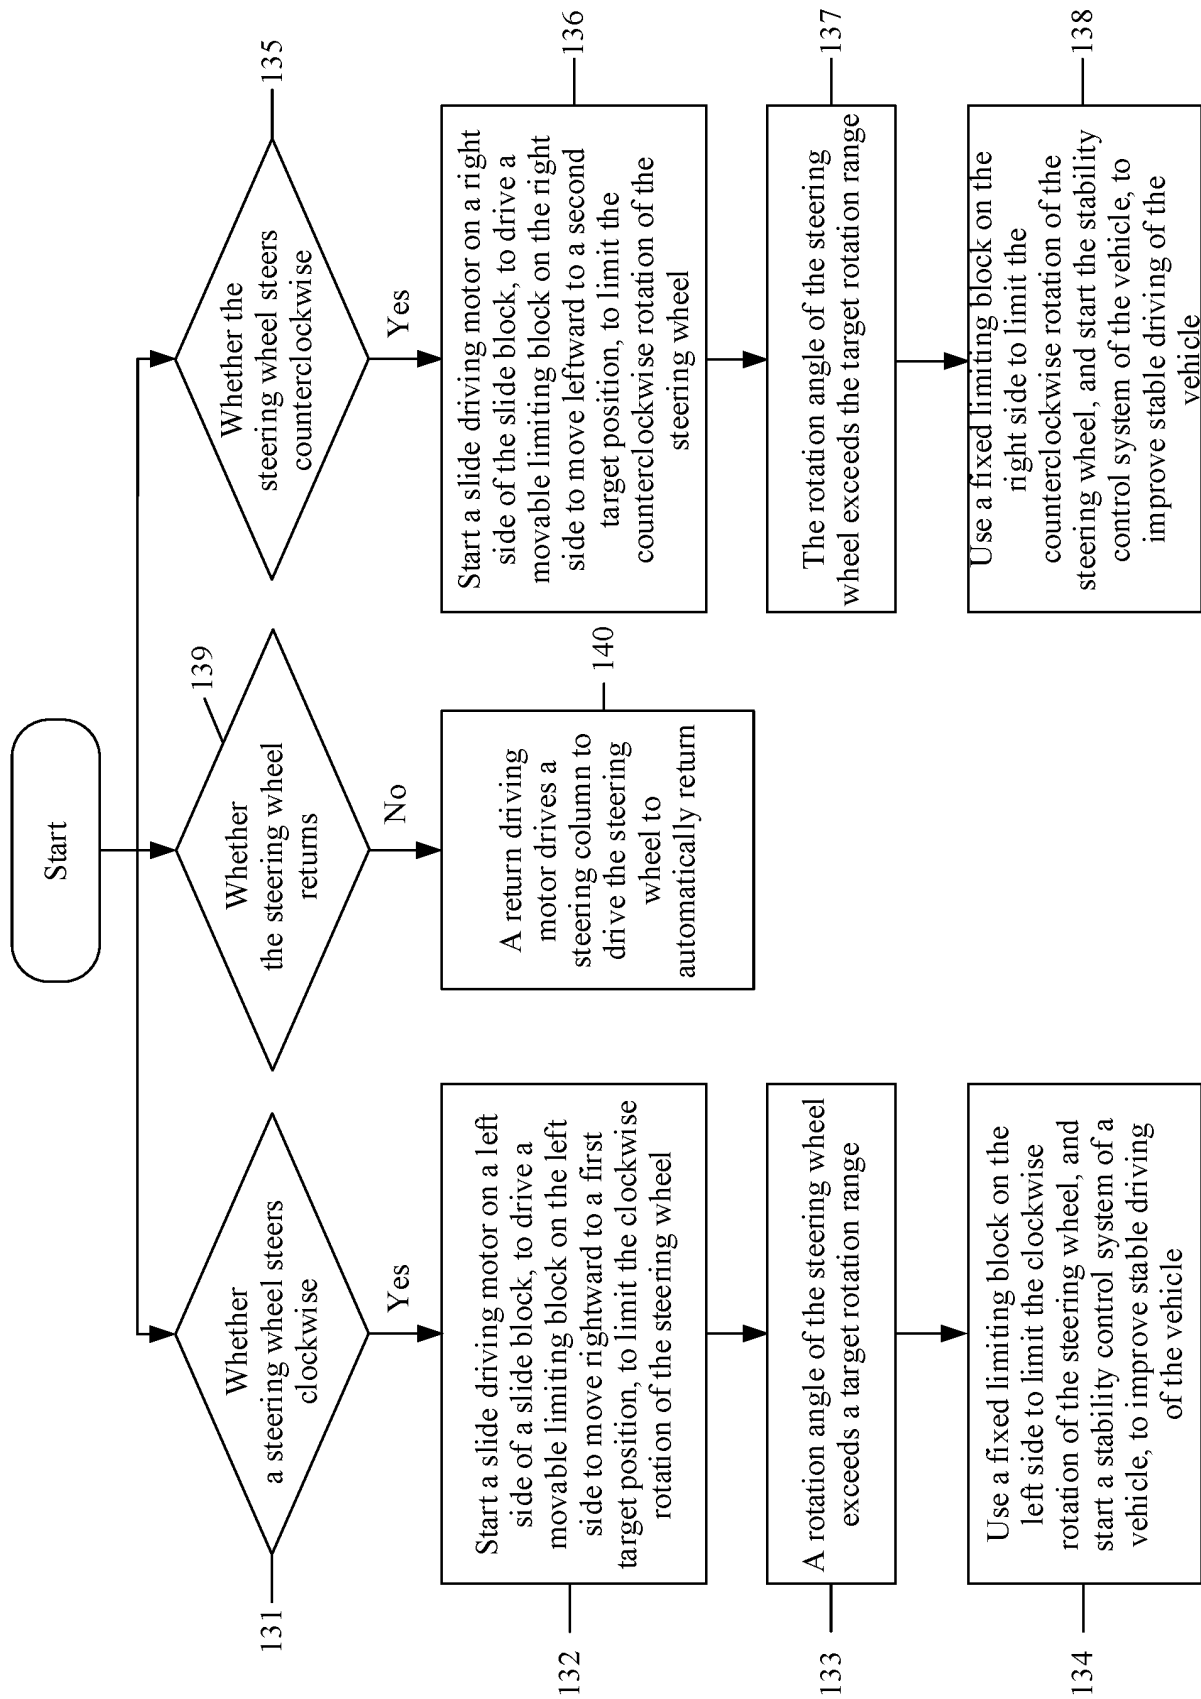 Start
131
Whether
a steering wheel steers
clockwise
Yes
132
Start a slide driving motor on a left
side of a slide block, to drive a
movable limiting block on the left
side to move rightward to a first
target position, to limit the clockwise
rotation of the steering wheel
133
A rotation angle of the steering wheel
exceeds a target rotation range
134
Use a fixed limiting block on the
left side to limit the clockwise
rotation of the steering wheel, and
start a stability control system of a
vehicle, to improve stable driving
of the vehicle
139
Whether
the steering wheel
returns
No
140
A return driving
motor drives a
steering column to
drive the steering
wheel to
automatically return
135
Whether the
steering wheel steers
counterclockwise
Yes
136
Start a slide driving motor on a right
side of the slide block, to drive a
movable limiting block on the right
side to move leftward to a second
target position, to limit the
counterclockwise rotation of the
steering wheel
137
The rotation angle of the steering
wheel exceeds the target rotation range
138
Use a fixed limiting block on the
right side to limit the
counterclockwise rotation of the
steering wheel, and start the stability
control system of the vehicle, to
improve stable driving of the
vehicle